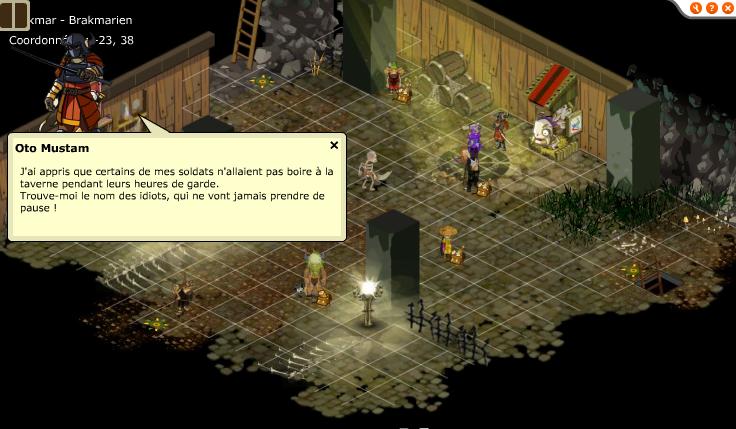 kmar - Brakmarien
Coordonn -23, 38
Oto Mustam
J'ai appris que certains de mes soldats n'allaient pas boire à la
taverne pendant leurs heures de garde.
Trouve-moi le nom des idiots, qui ne vont jamais prendre de
pause !